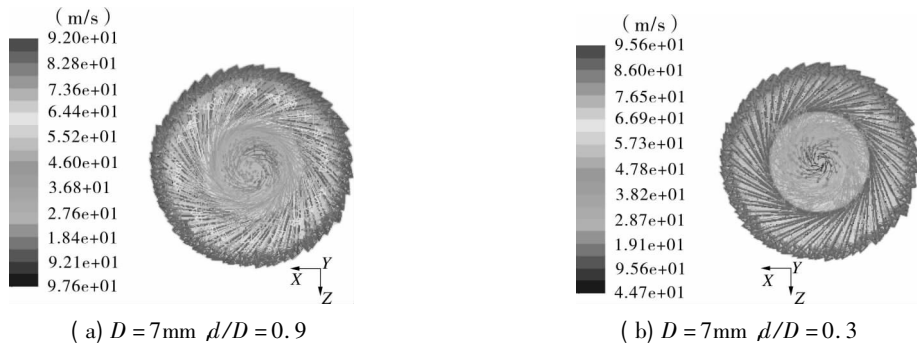 ( m/s )
9.20e+01
8.28e+01
7.36e+01
6.44e+01
5.52e+01
4.60e+01
3.68+01
2.76e+01
1.84e+01
9.21e+01
9.76e+01
Y
X
Z
( a ) D = 7mm d/D = 0.9
( m/s )
9.56e+01
8.60e+01
7.65e+01
6.69e+01
5.73e+01
4.78e+01
3.82e+01
2.87e+01
1.91e+01
9.56e+01
4.47e+01
Y
X
Z
( b ) D = 7mm d/D = 0.3